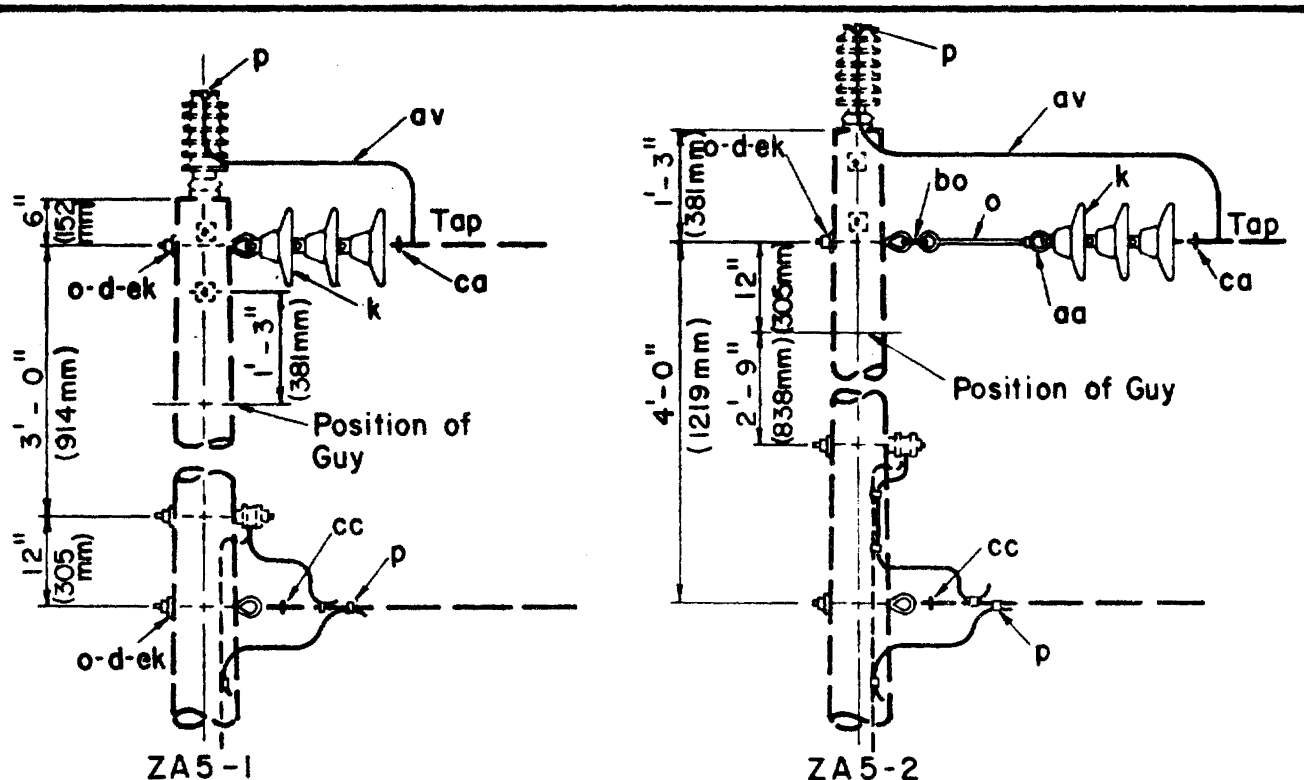 p
av
6"
(152
mm)
Tap
o-d-ek
k
ca
1'-3"
(381mm)
3'-0"
(914mm)
Position of
Guy
12"
(305
mm)
cc
p
o-d-ek
ZA5-1
p
av
1'-3"
(381mm)
o-d-ek
bo
o
k
Tap
ca
aa
12"
(305mm)
Position of Guy
4'-0"
(1219mm)
2'-9"
(838mm)
cc
p
ZA5-2